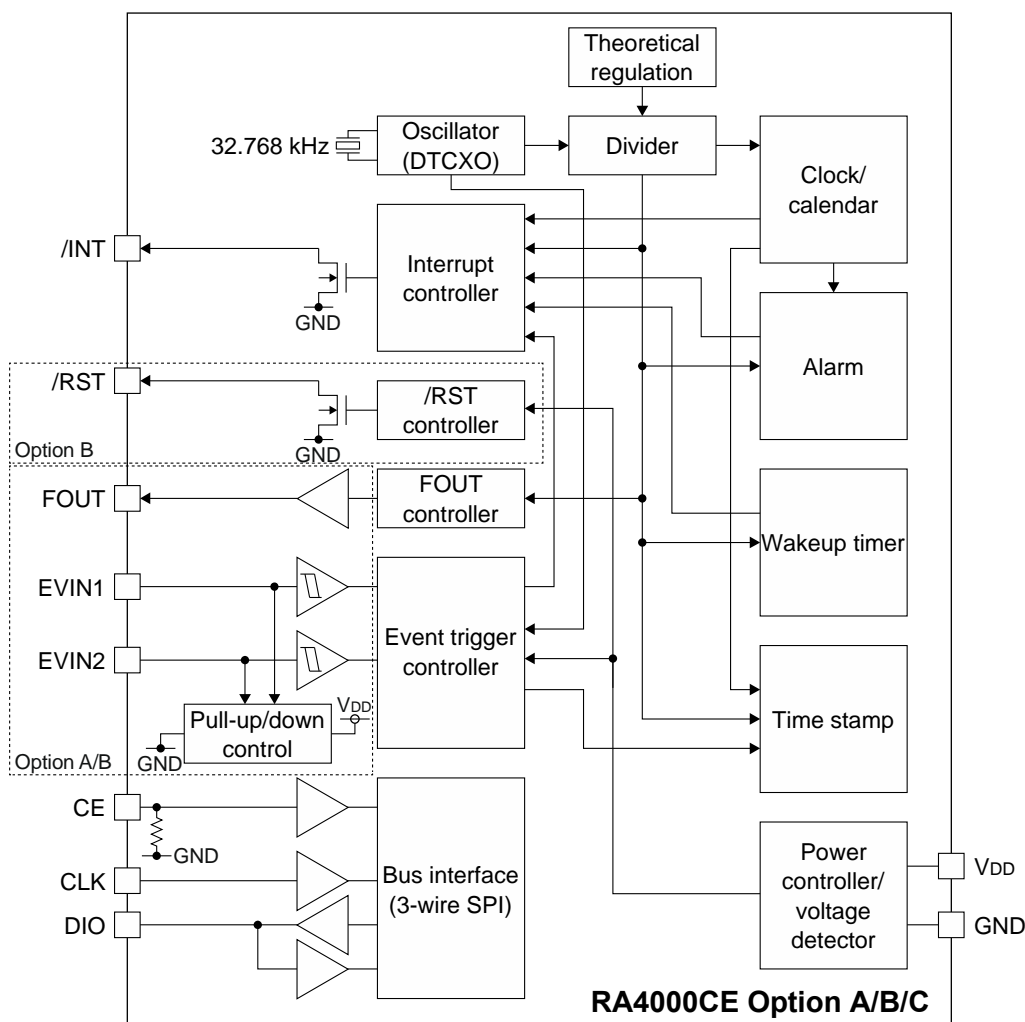 Theoretical
regulation
32.768 kHz
Oscillator
(DTCXO)
Divider
Clock/
calendar
/INT
Interrupt
controller
GND
Alarm
/RST
/RST
controller
GND
Option B
FOUT
FOUT
controller
Wakeup timer
EVIN1
EVIN2
Event trigger
controller
Pull-up/down
control
VDD
GND
Option A/B
Time stamp
CE
GND
CLK
DIO
Bus interface
(3-wire SPI)
Power
controller/
voltage
detector
VDD
GND
RA4000CE Option A/B/C